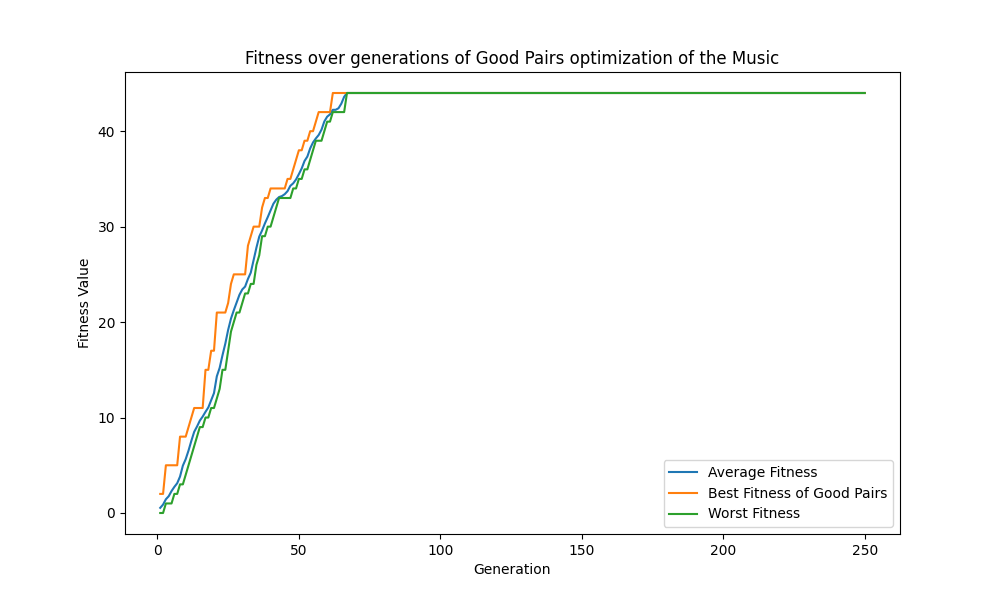 Fitness over generations of Good Pairs optimization of the Music
Fitness Value
40
30
20
10
0
0 50 100 150 200 250
Generation
Average Fitness
Best Fitness of Good Pairs
Worst Fitness